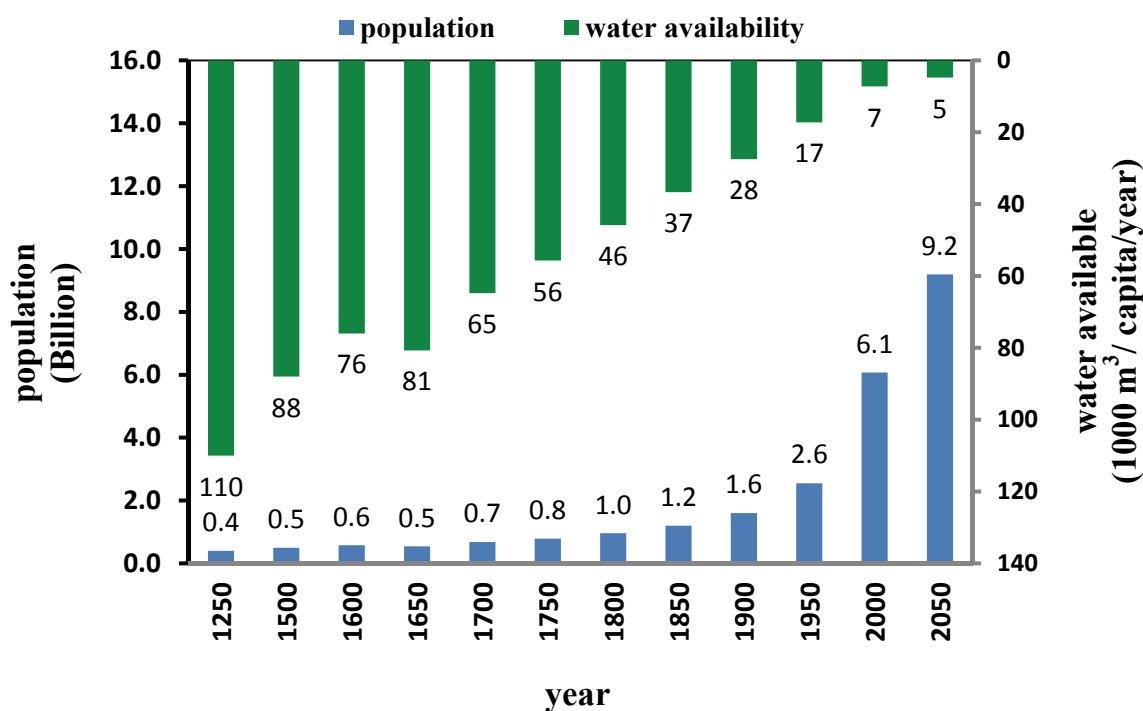 population water availability
16.0
14.0
12.0
10.0
8.0
6.0
4.0
2.0
0.0
population
(Billion)
110 88 76 81 65 56 46 37 28 17 7 5
0.4 0.5 0.6 0.5 0.7 0.8 1.0 1.2 1.6 2.6 6.1 9.2
0
20
40
60
80
100
120
140
water available
(1000 m³/ capita/year)
1250 1500 1600 1650 1700 1750 1800 1850 1900 1950 2000 2050
year